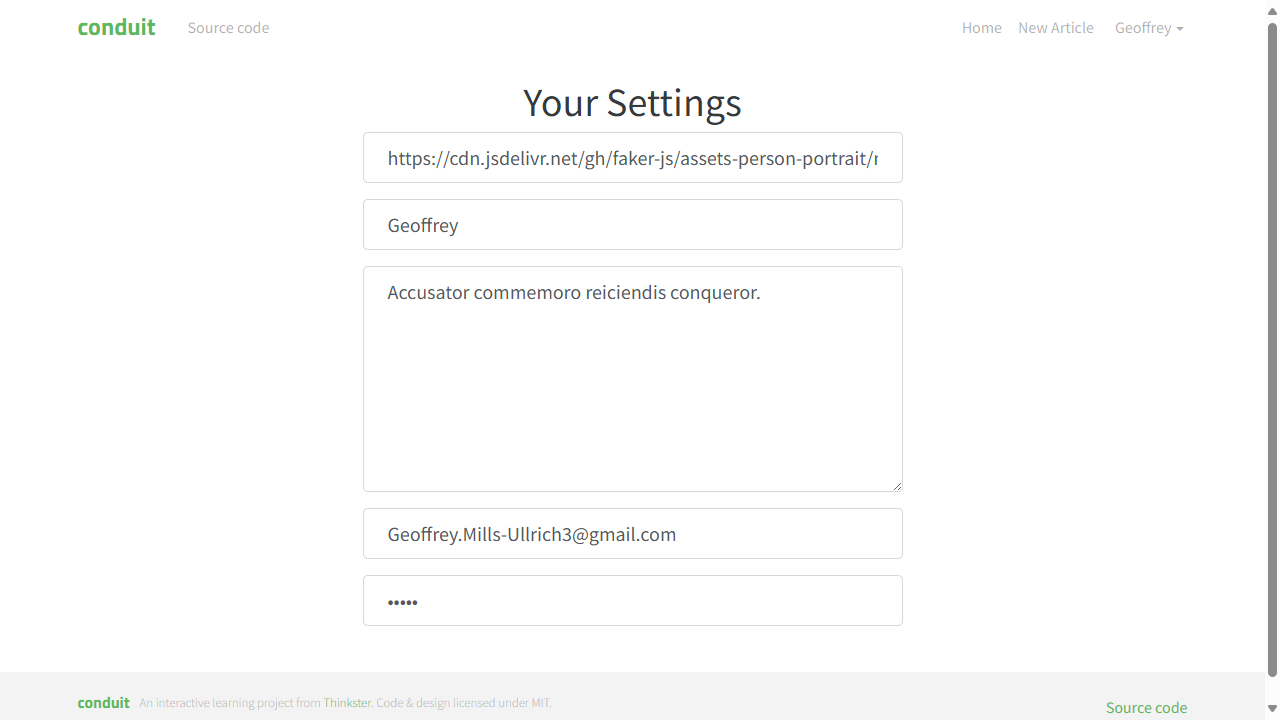 conduit Source code Home New Article Geoffrey
Your Settings
https://cdn.jsdelivr.net/gh/faker-js/assets-person-portrait/
Geoffrey
Accusator commemoro reiciendis conqueror.
Geoffrey.Mills-Ullrich3@gmail.com
•••••
conduit An interactive learning project from Thinkster. Code & design licensed under MIT.
Source code